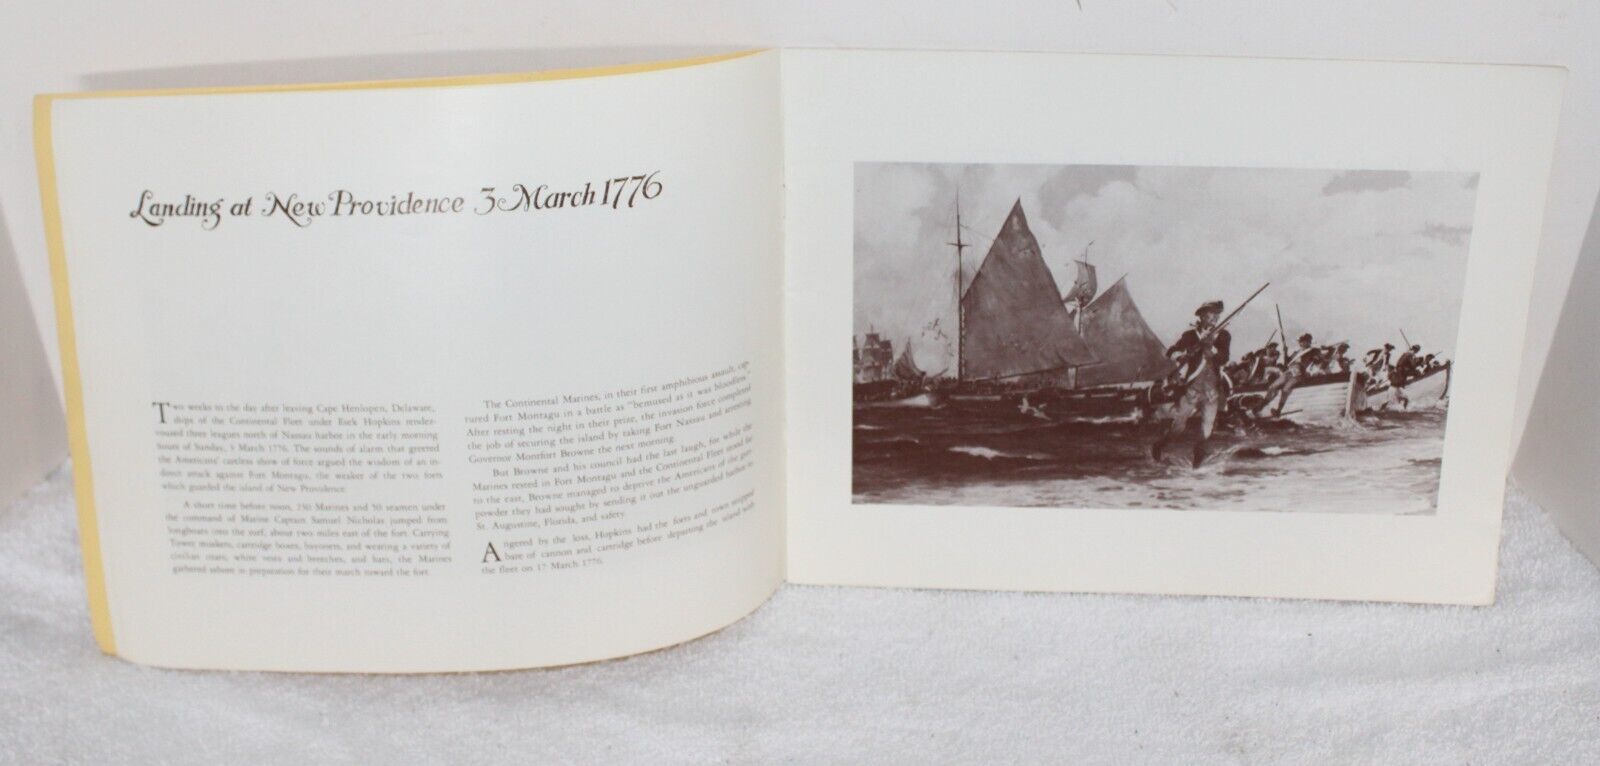 Landing at New Providence 3 March 1776
Two weeks to the day after leaving Cape Henlopen, Delaware,
ships of the Continental Fleet under Esek Hopkins rendez-
voused three leagues north of Nassau harbor in the early morning
hours of Sunday, 3 March 1776. The sounds of alarm that greeted
the Americans' careless show of force argued the wisdom of an in-
direct attack against Fort Montagu, the weaker of the two forts
which guarded the island of New Providence.
A short time before noon, 230 Marines and 50 seamen under
the command of Marine Captain Samuel Nicholas jumped from
longboats into the surf, about two miles east of the fort. Carrying
Tower muskets, cartridge boxes, bayonets, and wearing a variety of
civilian coats, white vests and breeches, and hats, the Marines
gathered ashore in preparation for their march toward the fort.
The Continental Marines, in their first amphibious assault, cap-
tured Fort Montagu in a battle as "bemused as it was bloodless."
After resting the night in their prize, the invasion force completed
the job of securing the island by taking Fort Nassau and arresting
Governor Montfort Browne the next morning.
But Browne and his council had the last laugh, for while the
Marines rested in Fort Montagu and the Continental Fleet stood far
to the east, Browne managed to deprive the Americans of the gun-
powder they had sought by sending it out the unguarded harbor to
St. Augustine, Florida, and safety.
Angered by the loss, Hopkins had the forts and town stripped
bare of cannon and cartridge before departing the island with
the fleet on 17 March 1776.